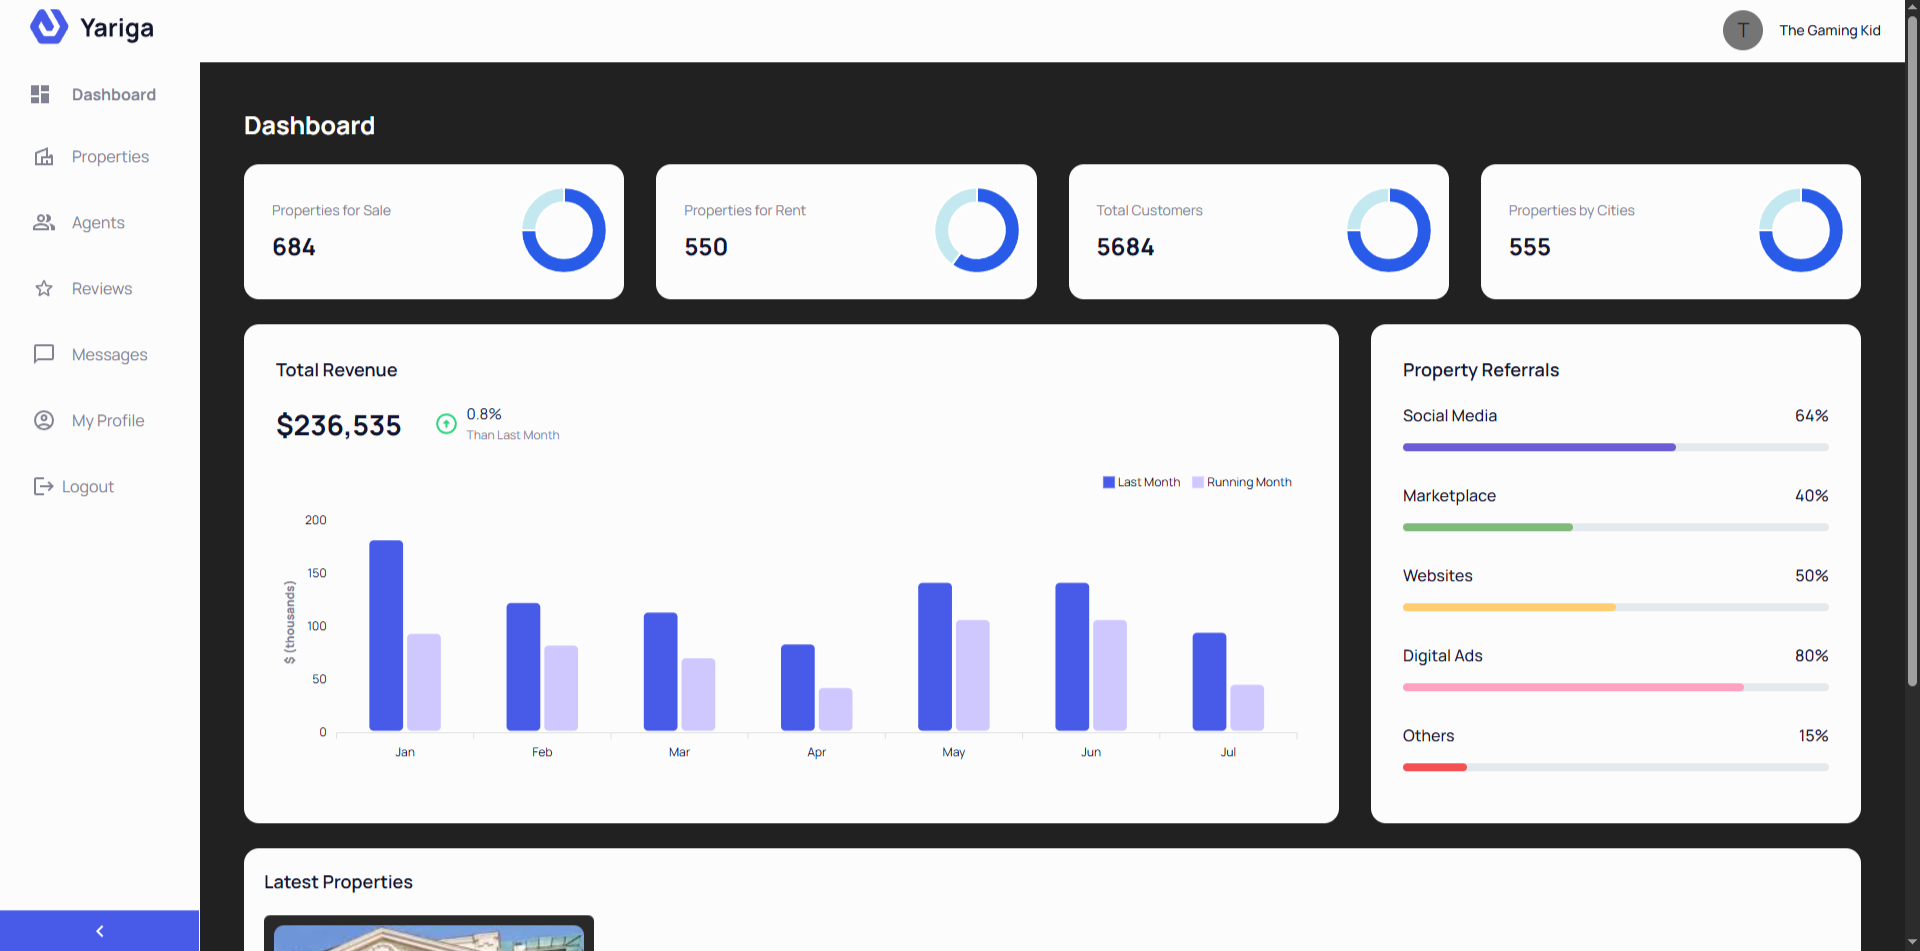 Yariga
T
The Gaming Kid
Dashboard
Properties
Agents
Reviews
Messages
My Profile
Logout
Dashboard
Properties for Sale
684
Properties for Rent
550
Total Customers
5684
Properties by Cities
555
Total Revenue
$236,535
0.8%
Than Last Month
Last Month
Running Month
$ (thousands)
200
150
100
50
0
Jan
Feb
Mar
Apr
May
Jun
Jul
Property Referrals
Social Media
64%
Marketplace
40%
Websites
50%
Digital Ads
80%
Others
15%
Latest Properties